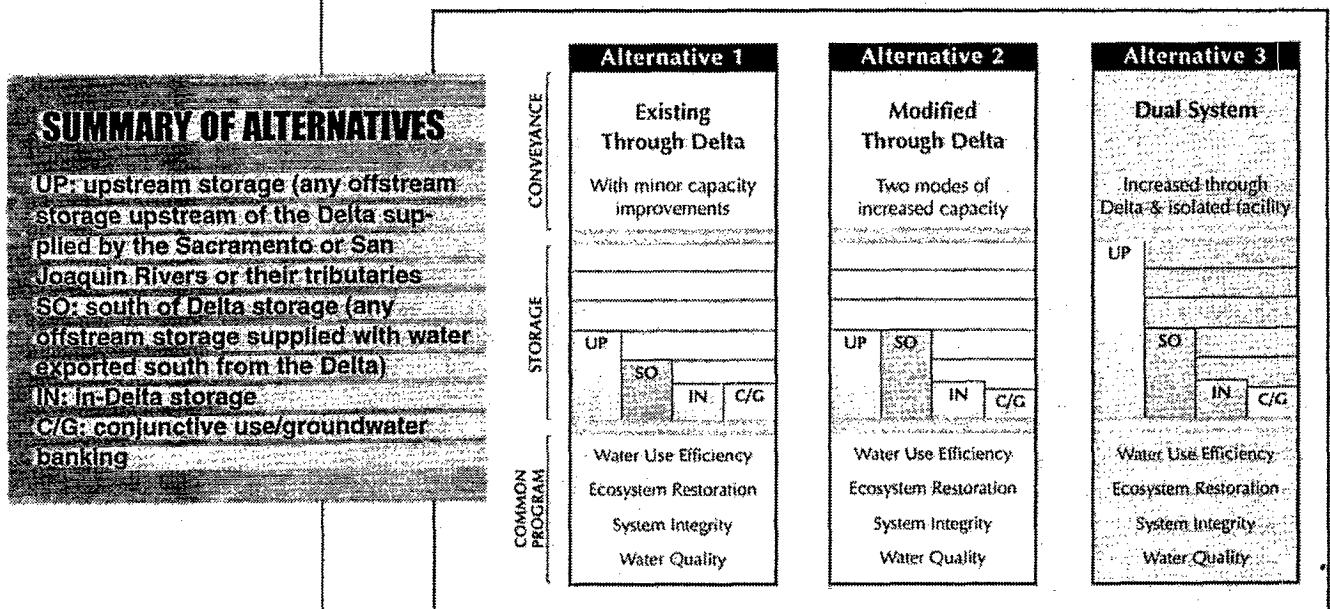 SUMMARY OF ALTERNATIVES
UP: upstream storage (any offstream
storage upstream of the Delta sup-
plied by the Sacramento or San
Joaquin Rivers or their tributaries
SO: south of Delta storage (any
offstream storage supplied with water
exported south from the Delta)
IN: in-Delta storage
C/G: conjunctive use/groundwater
banking
CONVEYANCE
STORAGE
COMMON
PROGRAM
Alternative 1
Existing
Through Delta
With minor capacity
improvements
UP
SO
IN
C/G
Water Use Efficiency
Ecosystem Restoration
System Integrity
Water Quality
Alternative 2
Modified
Through Delta
Two modes of
increased capacity
UP
SO
IN
C/G
Water Use Efficiency
Ecosystem Restoration
System Integrity
Water Quality
Alternative 3
Dual System
Increased through
Delta & isolated facility
UP
SO
IN
C/G
Water Use Efficiency
Ecosystem Restoration
System Integrity
Water Quality